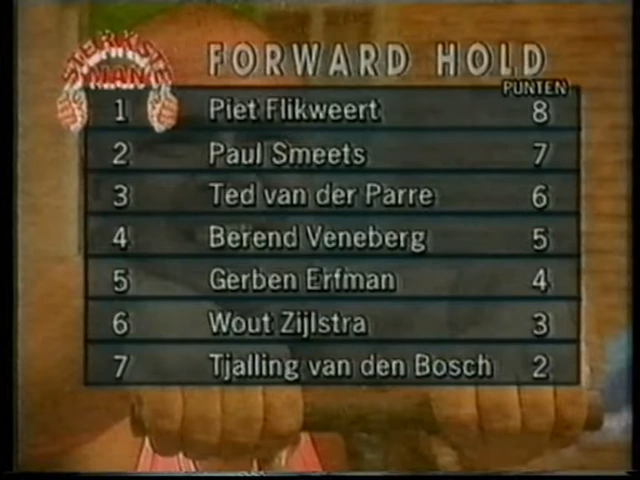 STERKSTE
MAN
FORWARD HOLD
PUNTEN
1 Piet Flikweert 8
2 Paul Smeets 7
3 Ted van der Parre 6
4 Berend Veneberg 5
5 Gerben Erfman 4
6 Wout Zijlstra 3
7 Tjalling van den Bosch 2